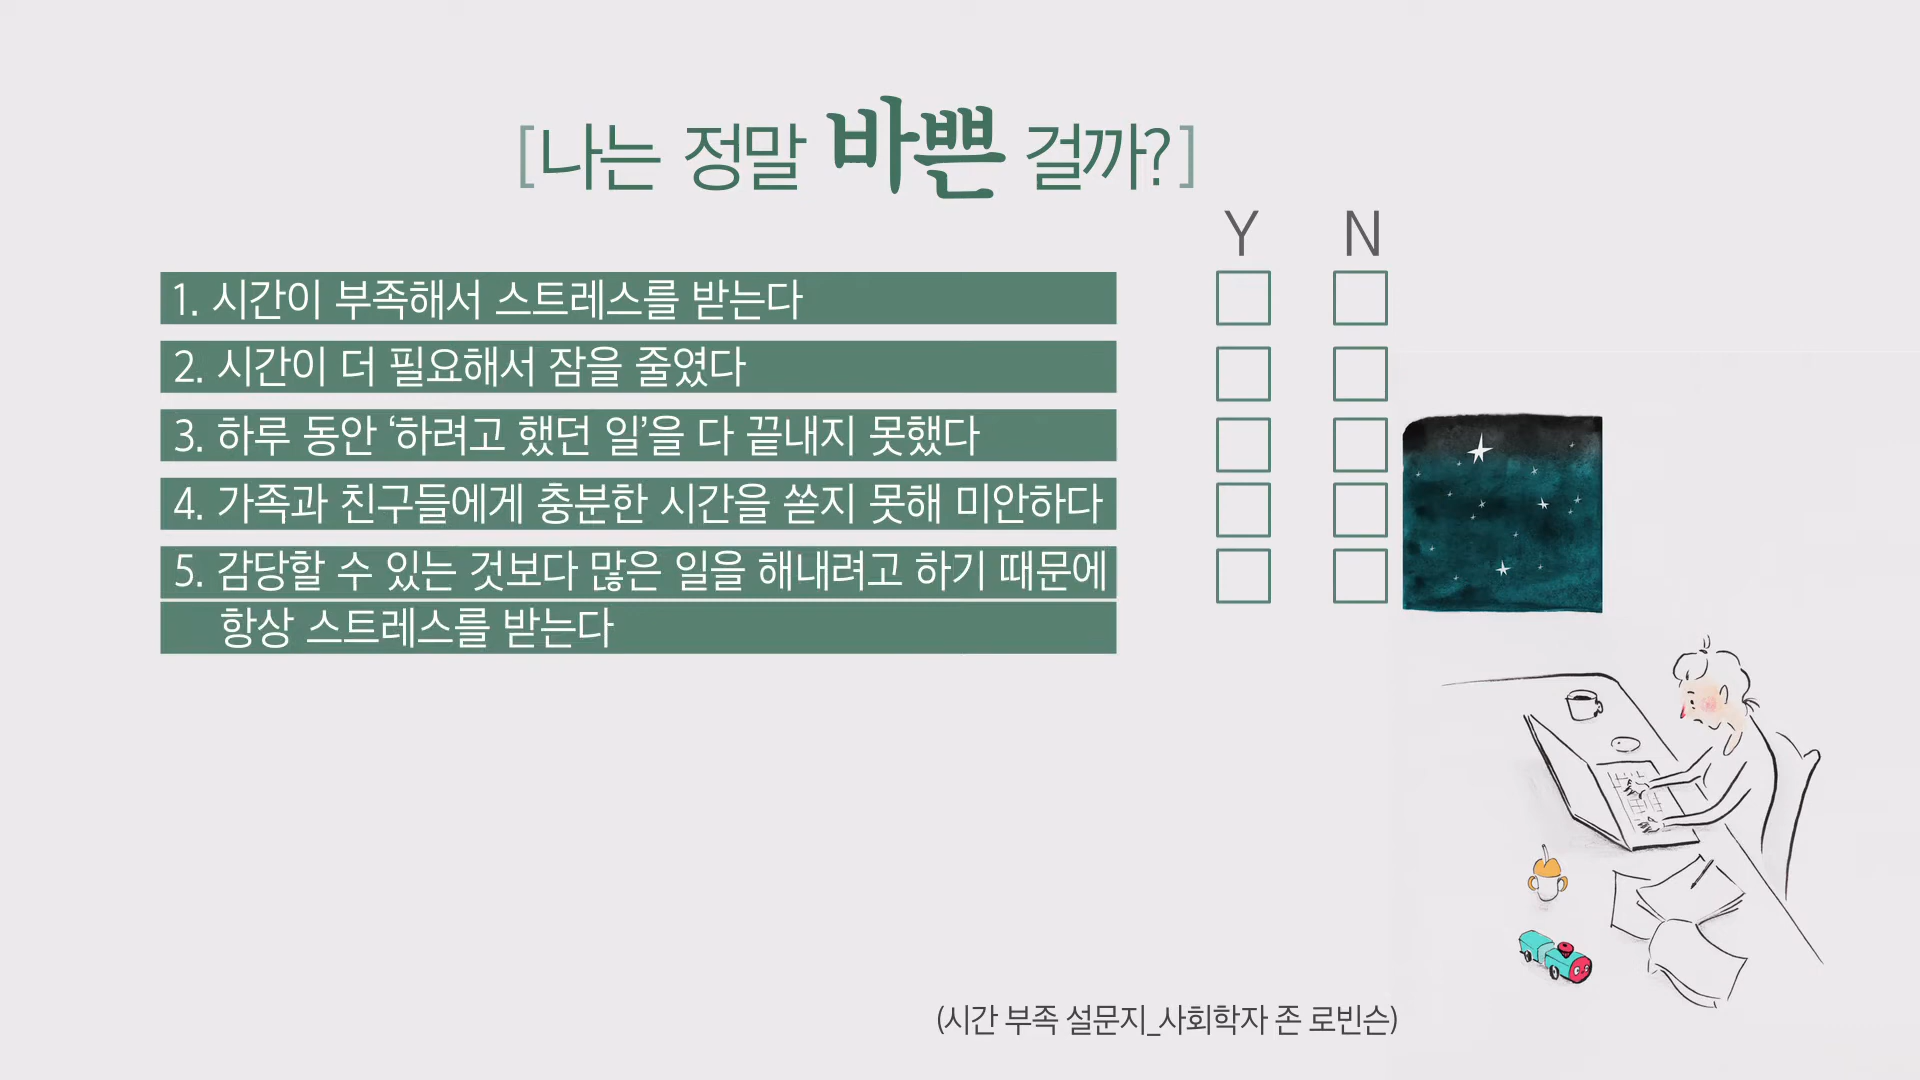 [나는 정말 바쁜 걸까?]
Y N
1. 시간이 부족해서 스트레스를 받는다
2. 시간이 더 필요해서 잠을 줄였다
3. 하루 동안 ‘하려고 했던 일’을 다 끝내지 못했다
4. 가족과 친구들에게 충분한 시간을 쏟지 못해 미안하다
5. 감당할 수 있는 것보다 많은 일을 해내려고 하기 때문에
항상 스트레스를 받는다
(시간 부족 설문지_사회학자 존 로빈슨)